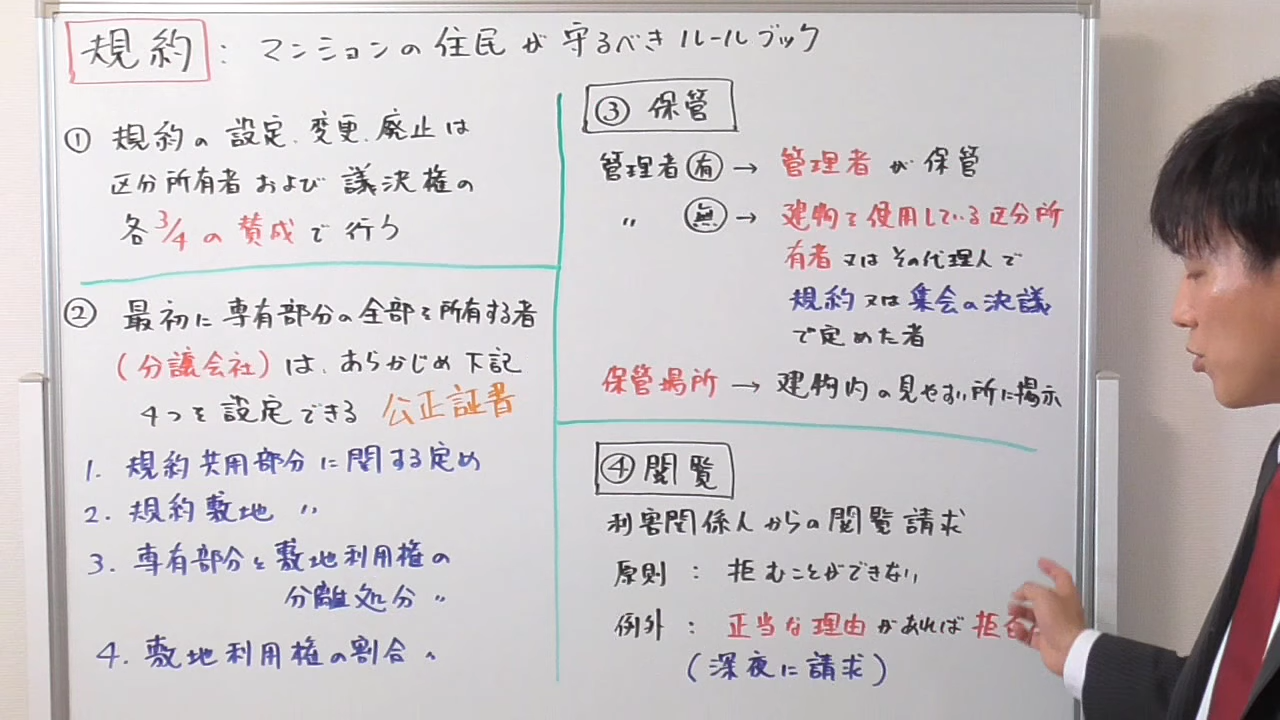 規約 : マンションの住民が守るべきルールブック
① 規約の設定、変更、廃止は
区分所有者および議決権の
各3/4の賛成で行う
② 最初に専有部分の全部を所有する者
(分譲会社)は、あらかじめ下記
4つを設定できる 公正証書
1. 規約共用部分に関する定め
2. 規約敷地 〃
3. 専有部分と敷地利用権の
分離処分 〃
4. 敷地利用権の割合 〃
③ 保管
管理者 有 → 管理者が保管
〃 無 → 建物を使用している区分所
有者又はその代理人で
規約又は集会の決議
で定めた者
保管場所 → 建物内の見やすい所に掲示
④ 閲覧
利害関係人からの閲覧請求
原則 : 拒むことができない
例外 : 正当な理由があれば拒否
(深夜に請求)